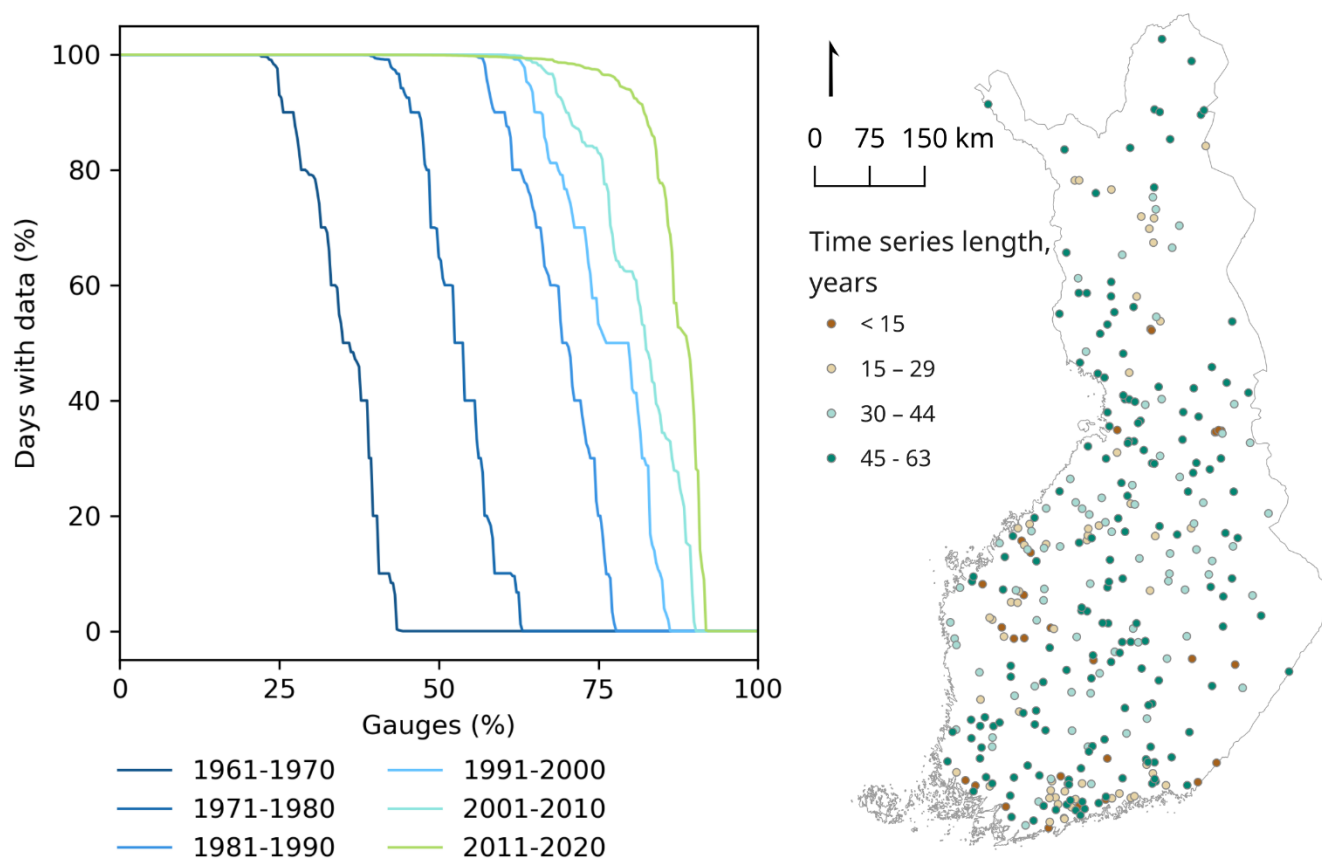 100
80
60
40
20
0
Days with data (%)
0 25 50 75 100
Gauges (%)
1961-1970
1971-1980
1981-1990
1991-2000
2001-2010
2011-2020
0 75 150 km
Time series length,
years
< 15
15 – 29
30 – 44
45 - 63